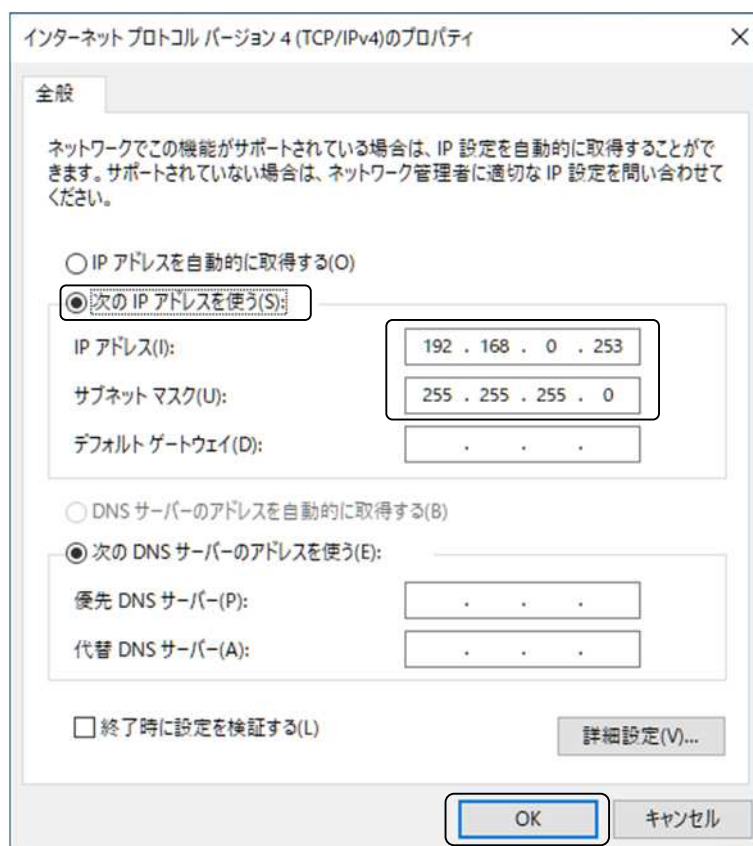 インターネット プロトコル バージョン 4 (TCP/IPv4)のプロパティ
全般
ネットワークでこの機能がサポートされている場合は、IP 設定を自動的に取得することがで
きます。サポートされていない場合は、ネットワーク管理者に適切な IP 設定を問い合わせて
ください。
IP アドレスを自動的に取得する(O)
次の IP アドレスを使う(S):
IP アドレス(I): 192 . 168 . 0 . 253
サブネット マスク(U): 255 . 255 . 255 . 0
デフォルト ゲートウェイ(D): . . .
DNS サーバーのアドレスを自動的に取得する(B)
次の DNS サーバーのアドレスを使う(E):
優先 DNS サーバー(P): . . .
代替 DNS サーバー(A): . . .
終了時に設定を検証する(L) 詳細設定(V)...
OK キャンセル